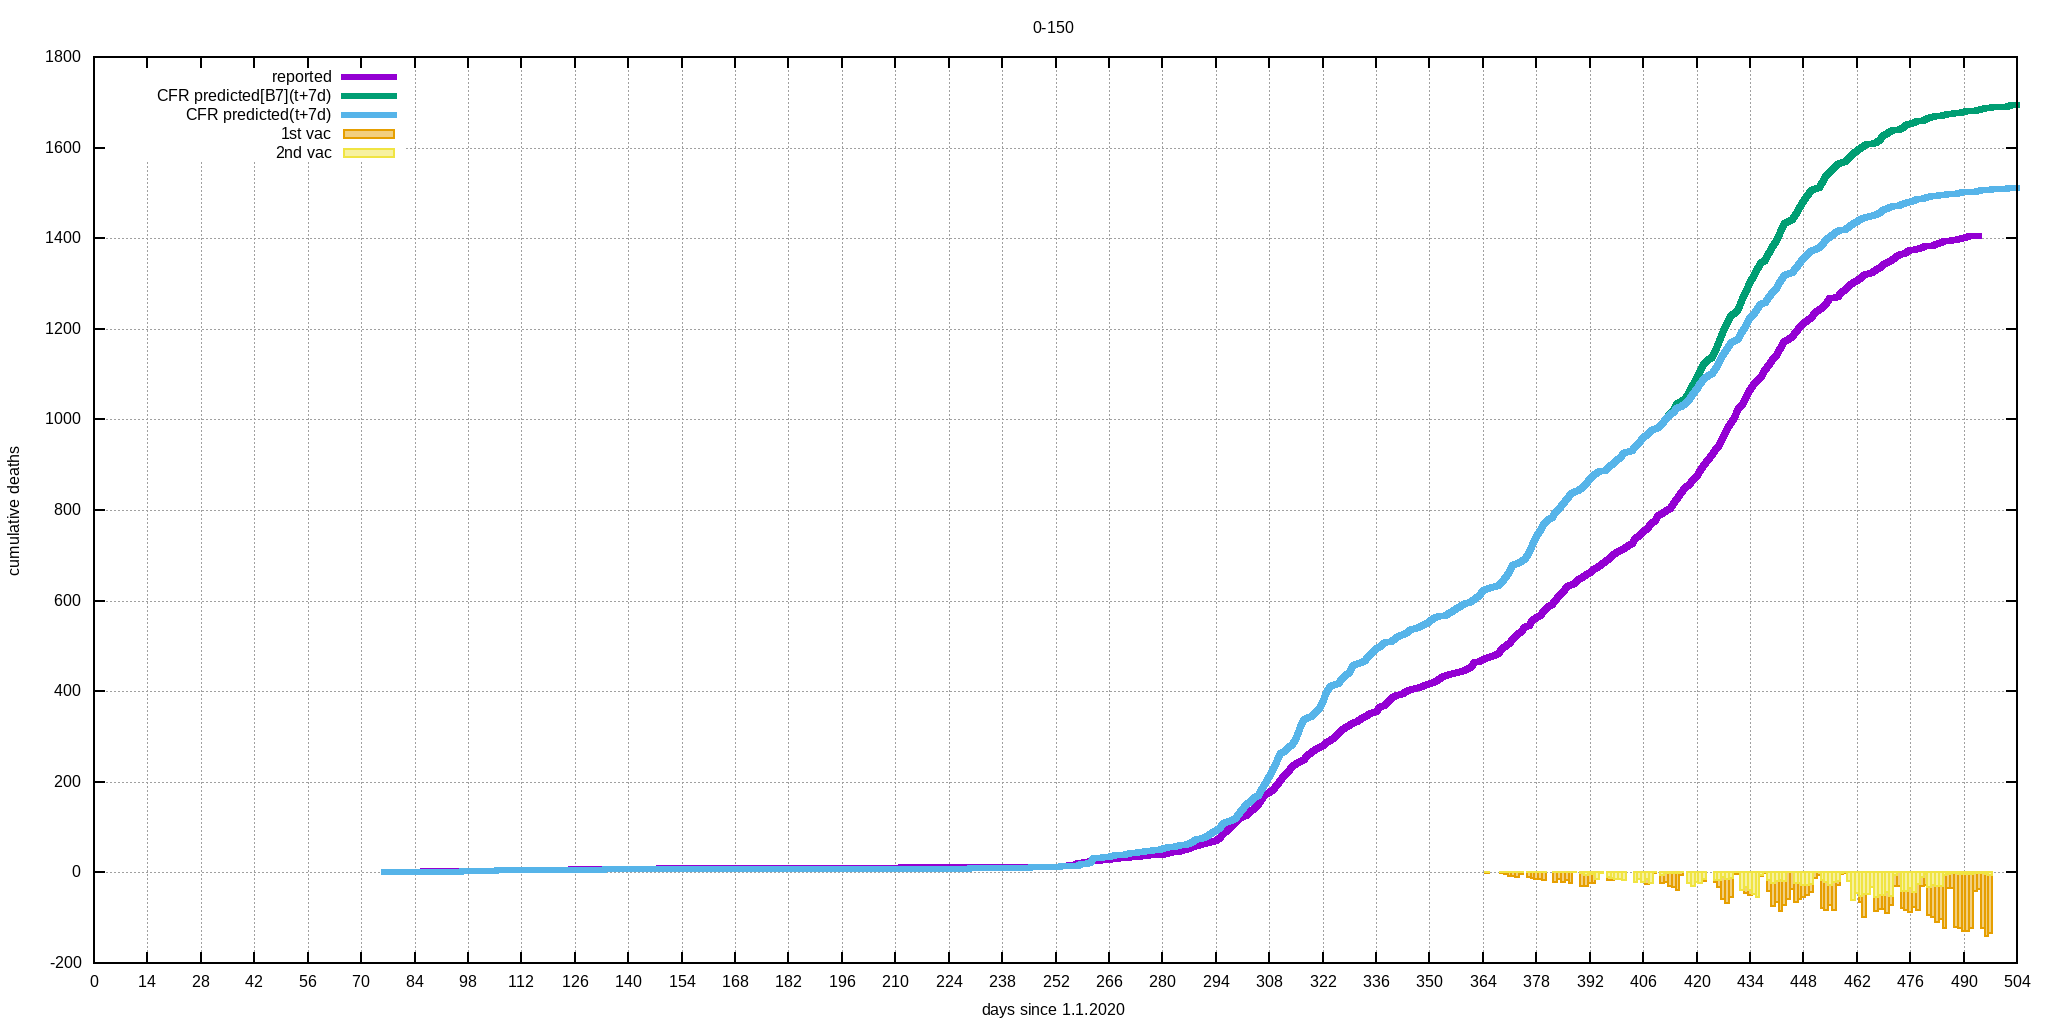 0-150
reported
CFR predicted[B7](t+7d)
CFR predicted(t+7d)
1st vac
2nd vac
1800
1600
1400
1200
1000
800
600
400
200
0
-200
cumulative deaths
0 14 28 42 56 70 84 98 112 126 140 154 168 182 196 210 224 238 252 266 280 294 308 322 336 350 364 378 392 406 420 434 448 462 476 490 504
days since 1.1.2020